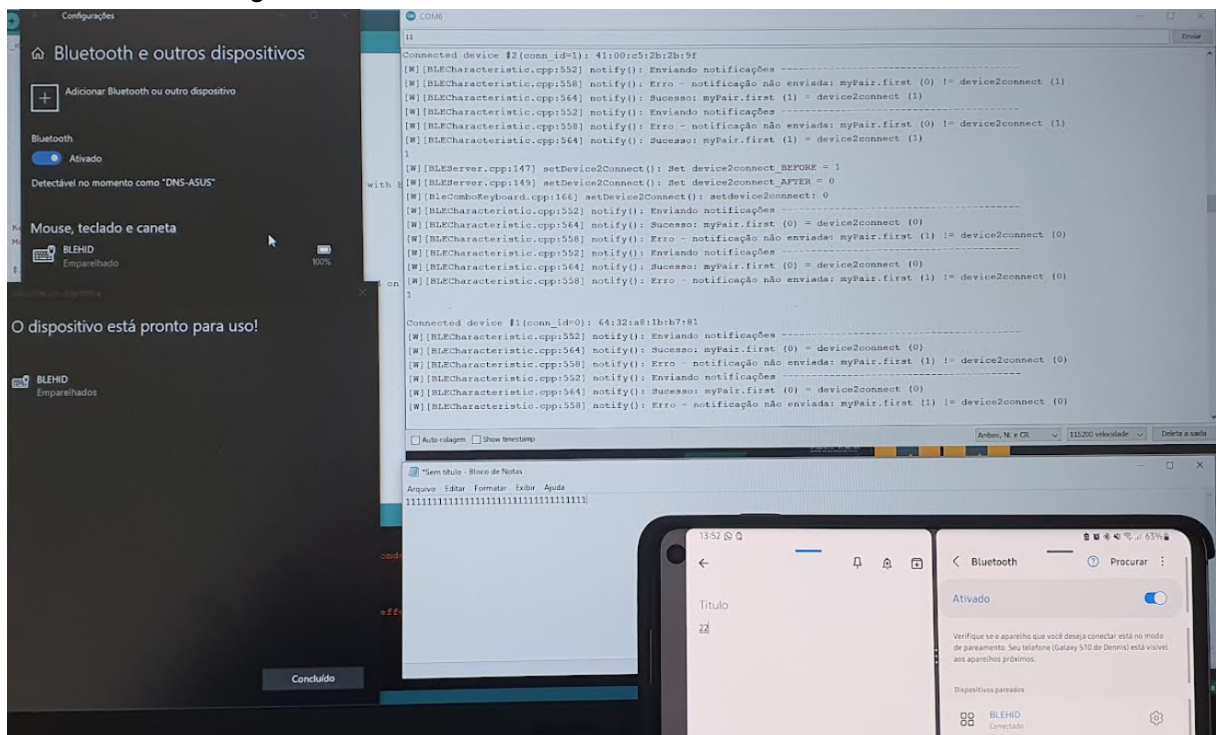 Configurações
Bluetooth e outros dispositivos
Adicionar Bluetooth ou outro dispositivo
Bluetooth
Ativado
Detectável no momento como "DNS-ASUS"
Mouse, teclado e caneta
BLEHID
Emparelhado
100%
O dispositivo está pronto para uso!
BLEHID
Emparelhados
Concluído
with
on
COM6
11
Enviar
Connected device #2(conn_id=1): 41:00:c5:2b:2b:9f
[W][BLECharacteristic.cpp:552] notify(): Enviando notificações ----------------------------------------
[W][BLECharacteristic.cpp:558] notify(): Erro - notificação não enviada: myPair.first (0) != device2connect (1)
[W][BLECharacteristic.cpp:564] notify(): Sucesso: myPair.first (1) = device2connect (1)
[W][BLECharacteristic.cpp:552] notify(): Enviando notificações ----------------------------------------
[W][BLECharacteristic.cpp:558] notify(): Erro - notificação não enviada: myPair.first (0) != device2connect (1)
[W][BLECharacteristic.cpp:564] notify(): Sucesso: myPair.first (1) = device2connect (1)
1
[W][BLEServer.cpp:147] setDevice2Connect(): Set device2connect_BEFORE = 1
[W][BLEServer.cpp:149] setDevice2Connect(): Set device2connect_AFTER = 0
[W][BleComboKeyboard.cpp:166] setDevice2Connect(): setdevice2connect: 0
[W][BLECharacteristic.cpp:552] notify(): Enviando notificações ----------------------------------------
[W][BLECharacteristic.cpp:564] notify(): Sucesso: myPair.first (0) = device2connect (0)
[W][BLECharacteristic.cpp:558] notify(): Erro - notificação não enviada: myPair.first (1) != device2connect (0)
[W][BLECharacteristic.cpp:552] notify(): Enviando notificações ----------------------------------------
[W][BLECharacteristic.cpp:564] notify(): Sucesso: myPair.first (0) = device2connect (0)
[W][BLECharacteristic.cpp:558] notify(): Erro - notificação não enviada: myPair.first (1) != device2connect (0)
1
Connected device #1(conn_id=0): 64:32:a8:1b:b7:81
[W][BLECharacteristic.cpp:552] notify(): Enviando notificações ----------------------------------------
[W][BLECharacteristic.cpp:564] notify(): Sucesso: myPair.first (0) = device2connect (0)
[W][BLECharacteristic.cpp:558] notify(): Erro - notificação não enviada: myPair.first (1) != device2connect (0)
[W][BLECharacteristic.cpp:552] notify(): Enviando notificações ----------------------------------------
[W][BLECharacteristic.cpp:564] notify(): Sucesso: myPair.first (0) = device2connect (0)
[W][BLECharacteristic.cpp:558] notify(): Erro - notificação não enviada: myPair.first (1) != device2connect (0)
Auto-rolagem Show timestamp
Ambos, NL e CR 115200 velocidade Deleta a saída
*Sem título - Bloco de Notas
Arquivo Editar Formatar Exibir Ajuda
1111111111111111111111111111111111
13:52
Título
22
63%
Bluetooth
Procurar
Ativado
Verifique se o aparelho que você deseja conectar está no modo
de pareamento. Seu telefone (Galaxy S10 de Dennis) está visível
aos aparelhos próximos.
Dispositivos pareados
BLEHID
Conectado